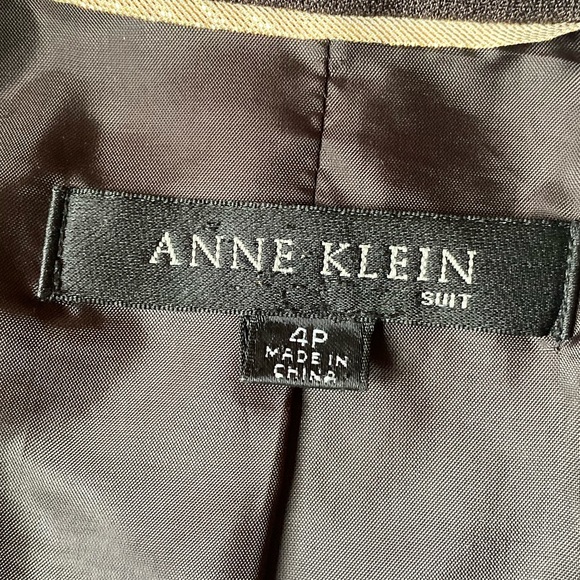 ANNE KLEIN
SUIT
4P
MADE IN
CHINA